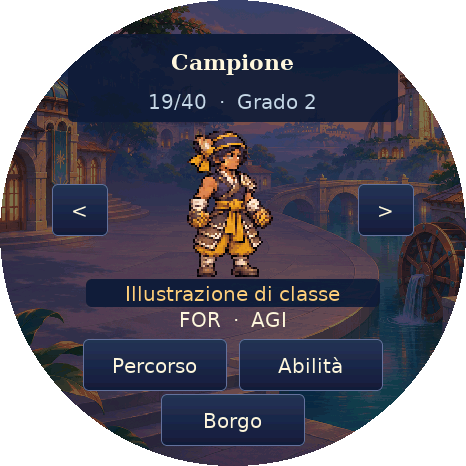 Campione
19/40 · Grado 2
< >
Illustrazione di classe
FOR · AGI
Percorso Abilità
Borgo